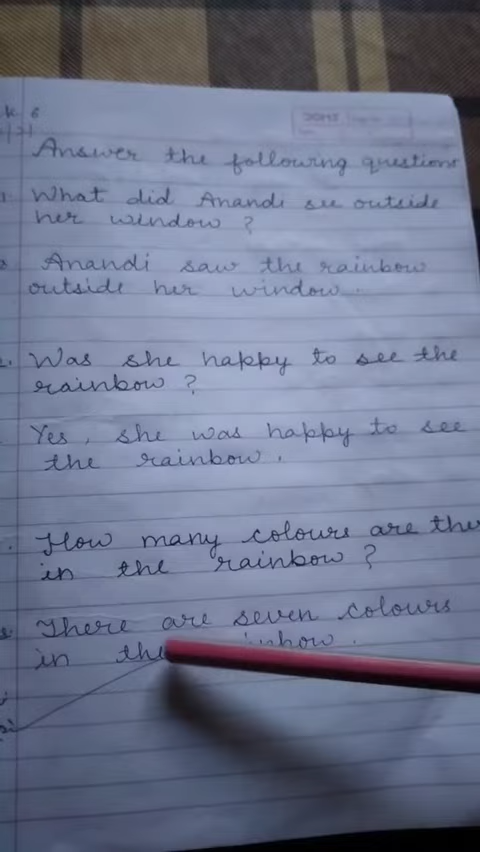 k 6
Answer the following questions
What did Anandi see outside
her window ?
Anandi saw the rainbow
outside her window.
Was she happy to see the
rainbow ?
Yes, she was happy to see
the rainbow.
How many colours are the
in the rainbow ?
There are seven colours
in the inbow.